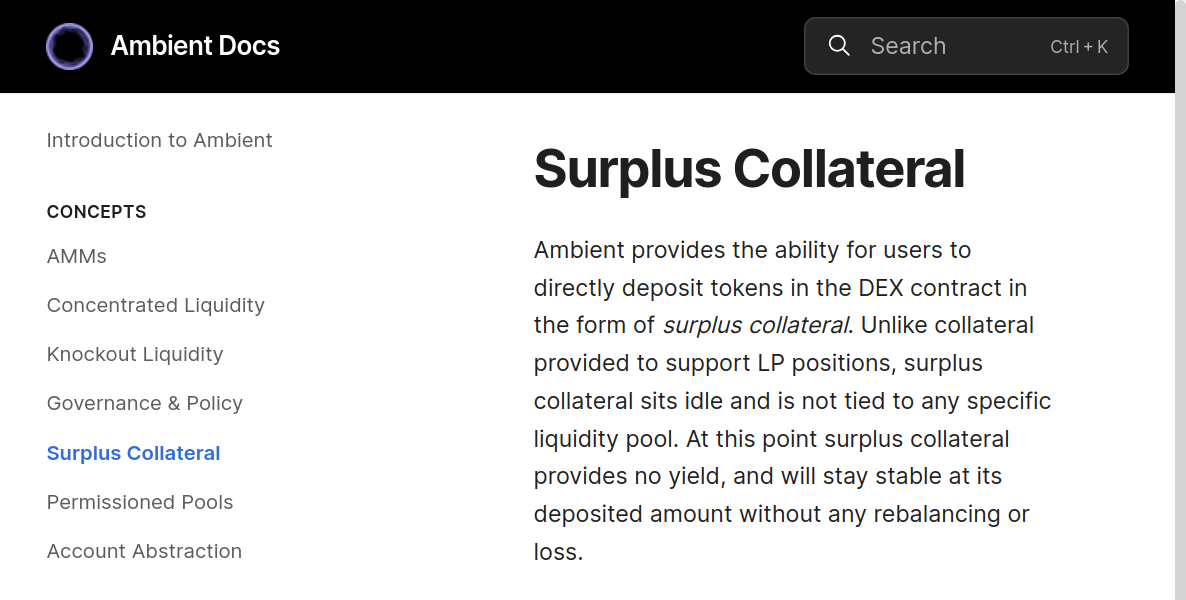 Ambient Docs
Search
Ctrl + K
Introduction to Ambient
CONCEPTS
AMMs
Concentrated Liquidity
Knockout Liquidity
Governance & Policy
Surplus Collateral
Permissioned Pools
Account Abstraction
Surplus Collateral
Ambient provides the ability for users to
directly deposit tokens in the DEX contract in
the form of surplus collateral. Unlike collateral
provided to support LP positions, surplus
collateral sits idle and is not tied to any specific
liquidity pool. At this point surplus collateral
provides no yield, and will stay stable at its
deposited amount without any rebalancing or
loss.